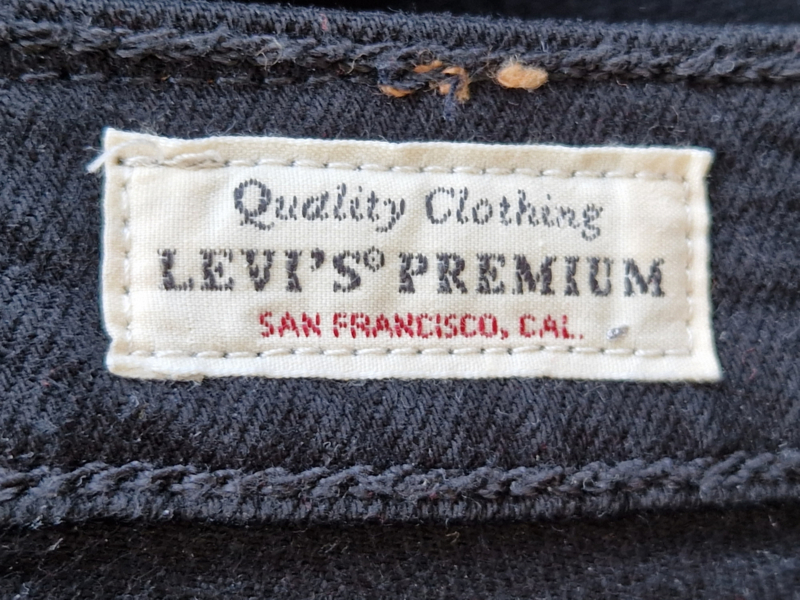 Quality Clothing
LEVI'S® PREMIUM
SAN FRANCISCO, CAL.